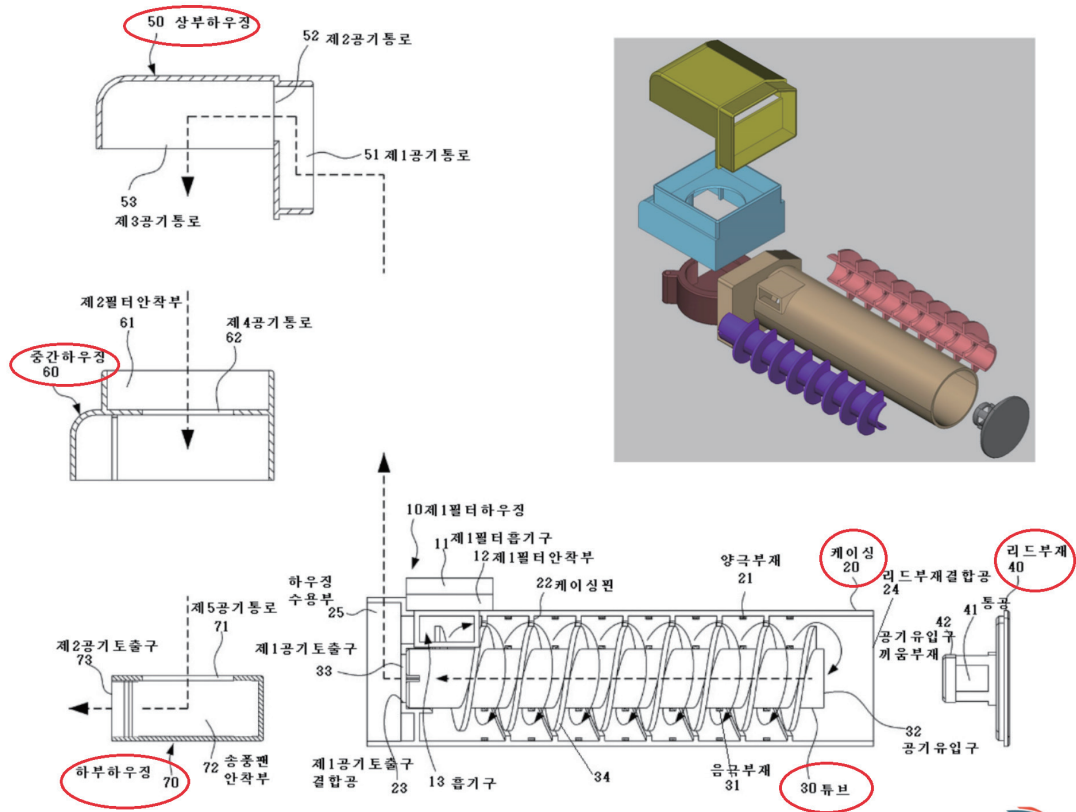 50 상부하우징
52 제2공기통로
51 제1공기통로
53
제3공기통로
제2필터안착부
61
제4공기통로
62
중간하우징
60
10 제1필터하우징
11 제1필터흡기구
12 제1필터안착부
하우징
수용부
25
22 케이싱핀
양극부재
21
케이싱
20
리드부재결합공
24
리드부재
40
통공
41
42
공기유입구
끼움부재
제5공기통로
71
제2공기토출구
73
제1공기토출구
33
32
공기유입구
하부하우징
70
72 송풍팬
안착부
제1공기토출구
결합공
23
13 흡기구
34
음극부재
31
30 튜브